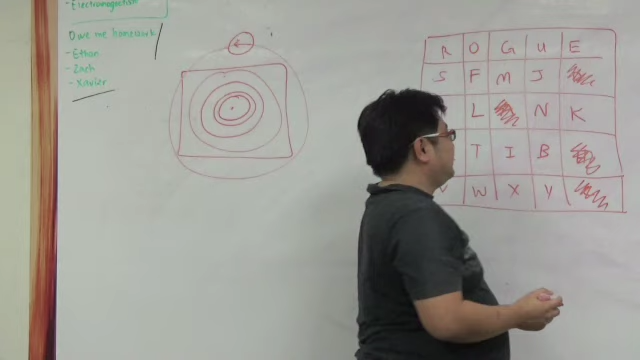 - Electromagnetism
Owe me homework
- Ethan
- Zach
- Xavier
R O G U E
S F M J
L N K
T I B
W X Y